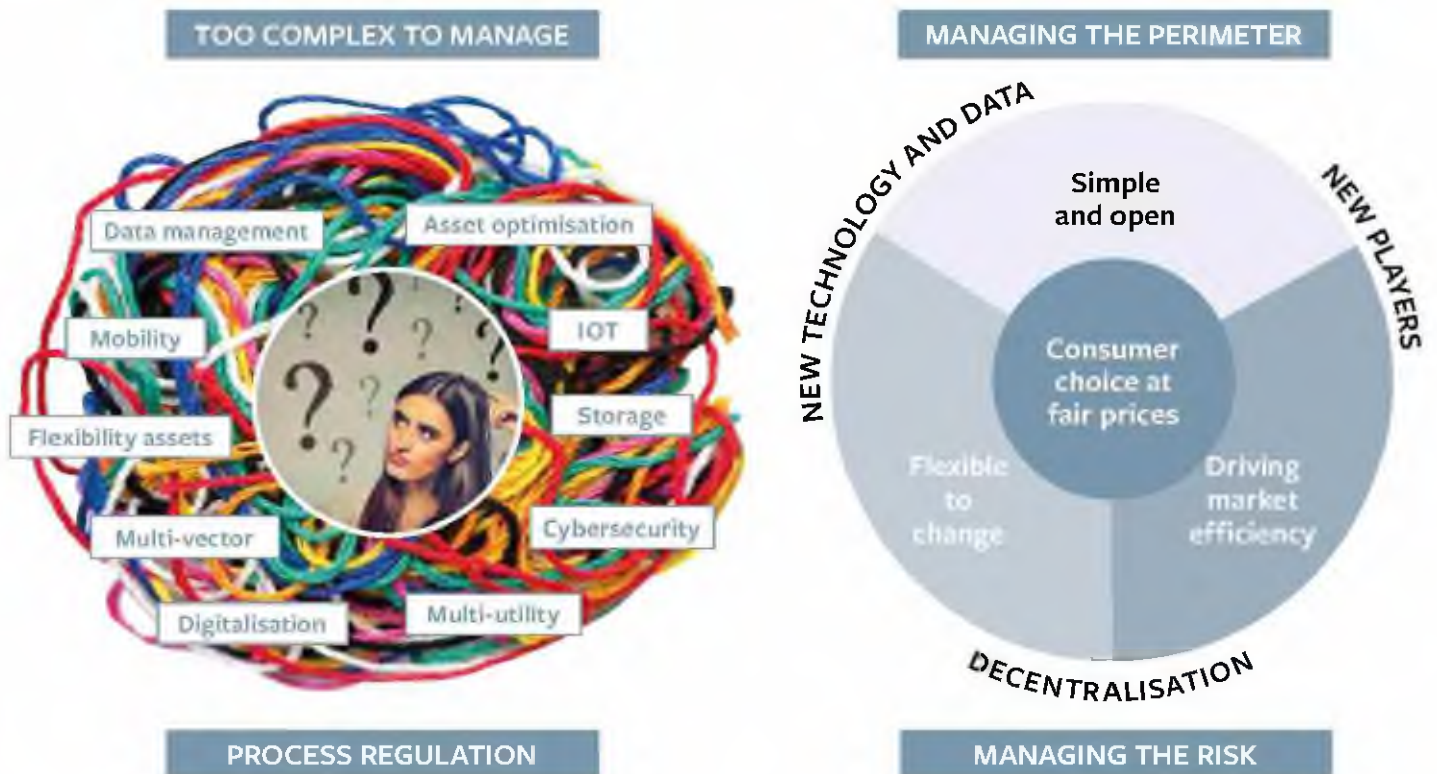 TOO COMPLEX TO MANAGE
Data management
Asset optimisation
Mobility
IOT
Flexibility assets
Storage
Multi-vector
Cybersecurity
Digitalisation
Multi-utility
PROCESS REGULATION
MANAGING THE PERIMETER
NEW TECHNOLOGY AND DATA
NEW PLAYERS
Simple
and open
Consumer
choice at
fair prices
Flexible
to
change
Driving
market
efficiency
DECENTRALISATION
MANAGING THE RISK